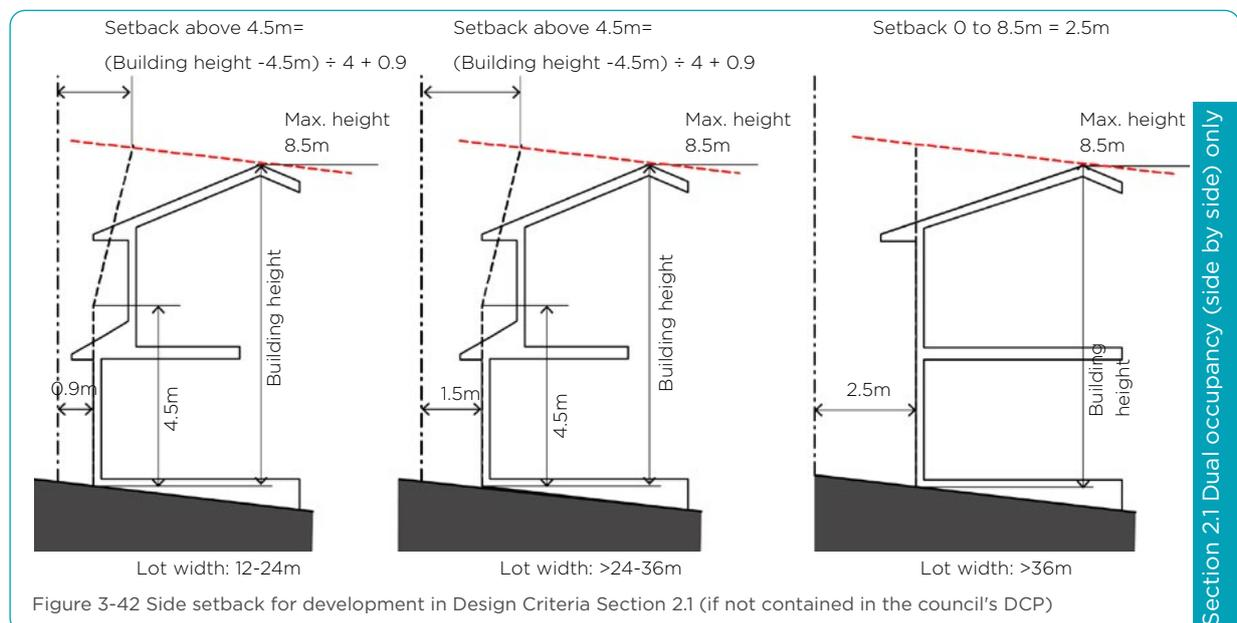 Setback above 4.5m=
(Building height -4.5m) ÷ 4 + 0.9
Max. height
8.5m
Building height
0.9m
4.5m
Lot width: 12-24m
Setback above 4.5m=
(Building height -4.5m) ÷ 4 + 0.9
Max. height
8.5m
Building height
1.5m
4.5m
Lot width: >24-36m
Setback 0 to 8.5m = 2.5m
Max. height
8.5m
2.5m
Building
height
Lot width: >36m
Figure 3-42 Side setback for development in Design Criteria Section 2.1 (if not contained in the council's DCP)
Section 2.1 Dual occupancy (side by side) only